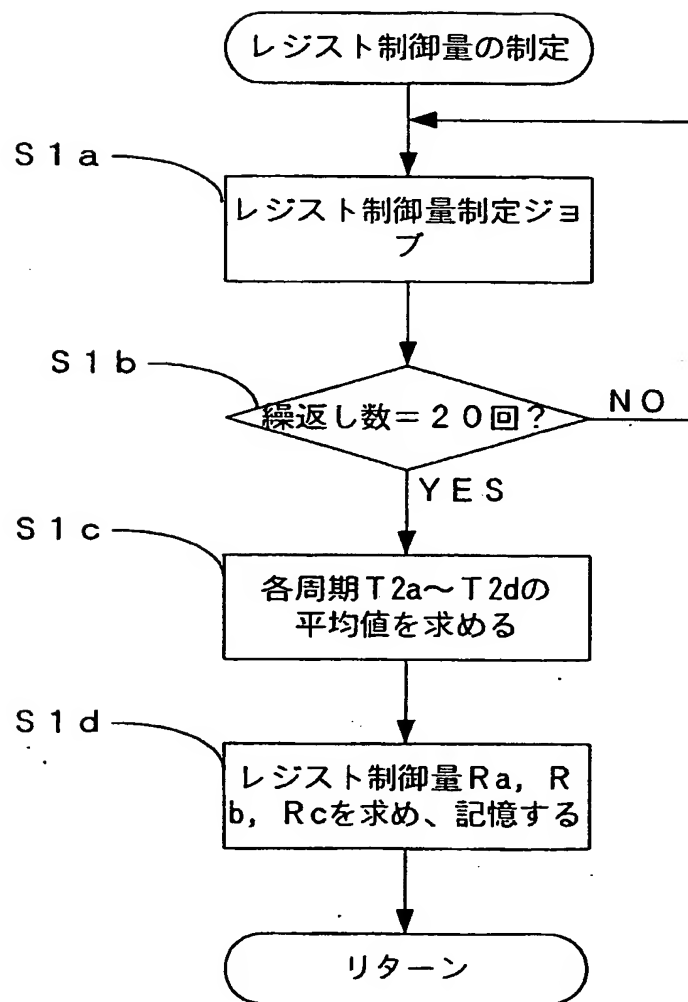 レジスト制御量の制定
S1a
レジスト制御量制定ジョ
ブ
S1b
繰返し数＝20回？
NO
YES
S1c
各周期T2a～T2dの
平均値を求める
S1d
レジスト制御量Ra，R
b，Rcを求め、記憶する
リターン